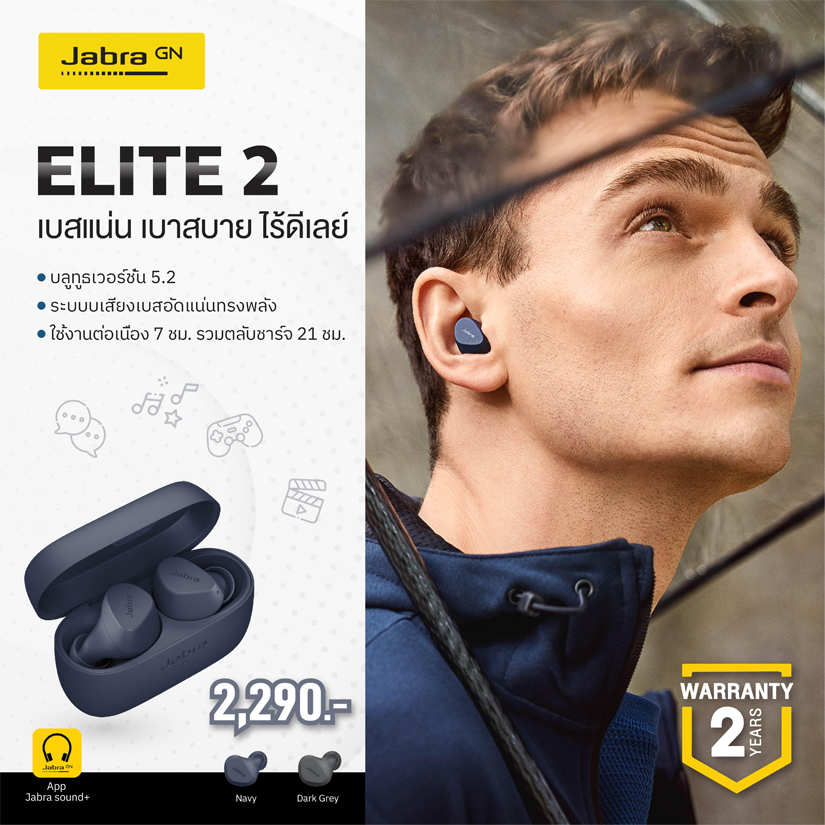 Jabra GN
ELITE 2
เบสแน่น เบาสบาย ไร้ดีเลย์
• บลูทูธเวอร์ชั่น 5.2
• ระบบบเสียงเบสอัดแน่นทรงพลัง
• ใช้งานต่อเนื่อง 7 ชม. รวมตลับชาร์จ 21 ชม.
Jabra
Jabra
Jabra
Jabra
2,290.-
Jabra GN
App
Jabra sound+
Navy
Dark Grey
WARRANTY
2 YEARS